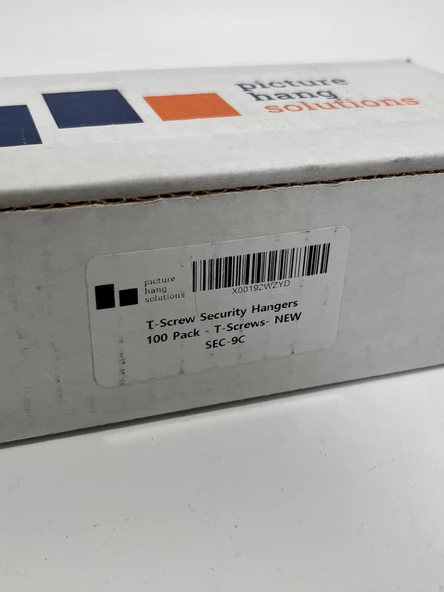 picture
hang
solutions
picture
hang
solutions
X00192WZYD
T-Screw Security Hangers
100 Pack - T-Screws- NEW
SEC-9C